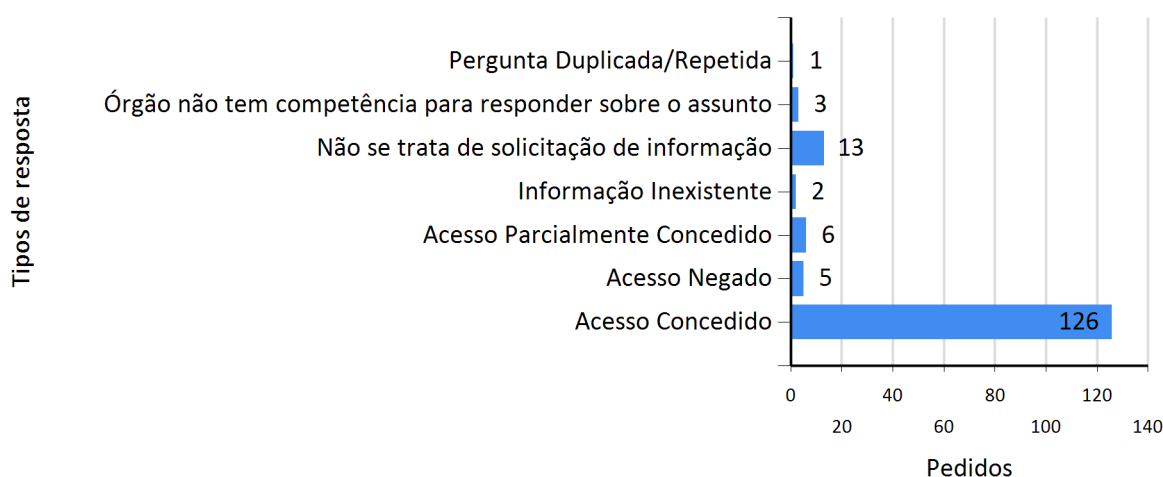 Tipos de resposta
Pergunta Duplicada/Repetida 1
Órgão não tem competência para responder sobre o assunto 3
Não se trata de solicitação de informação 13
Informação Inexistente 2
Acesso Parcialmente Concedido 6
Acesso Negado 5
Acesso Concedido 126
0 40 80 120
20 60 100 140
Pedidos